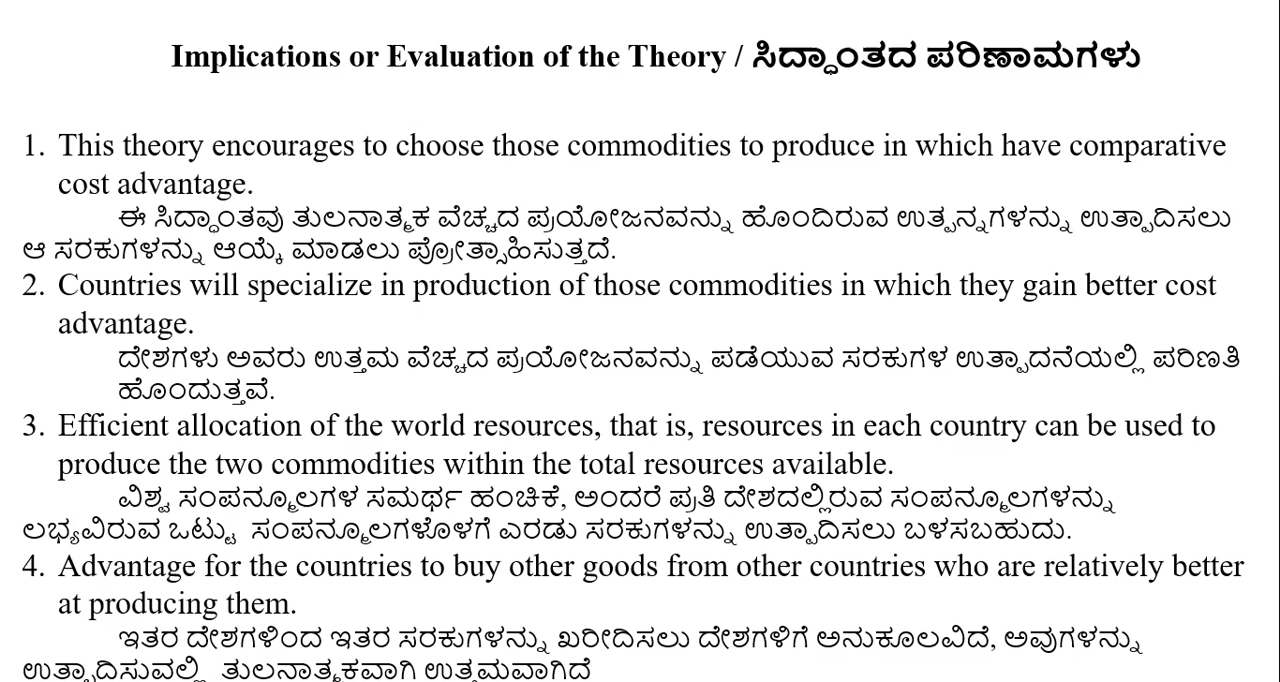 Implications or Evaluation of the Theory / ಸಿದ್ಧಾಂತದ ಪರಿಣಾಮಗಳು
1. This theory encourages to choose those commodities to produce in which have comparative
cost advantage.
ಈ ಸಿದ್ಧಾಂತವು ತುಲನಾತ್ಮಕ ವೆಚ್ಚದ ಪ್ರಯೋಜನವನ್ನು ಹೊಂದಿರುವ ಉತ್ಪನ್ನಗಳನ್ನು ಉತ್ಪಾದಿಸಲು
ಆ ಸರಕುಗಳನ್ನು ಆಯ್ಕೆ ಮಾಡಲು ಪ್ರೋತ್ಸಾಹಿಸುತ್ತದೆ.
2. Countries will specialize in production of those commodities in which they gain better cost
advantage.
ದೇಶಗಳು ಅವರು ಉತ್ತಮ ವೆಚ್ಚದ ಪ್ರಯೋಜನವನ್ನು ಪಡೆಯುವ ಸರಕುಗಳ ಉತ್ಪಾದನೆಯಲ್ಲಿ ಪರಿಣತಿ
ಹೊಂದುತ್ತವೆ.
3. Efficient allocation of the world resources, that is, resources in each country can be used to
produce the two commodities within the total resources available.
ವಿಶ್ವ ಸಂಪನ್ಮೂಲಗಳ ಸಮರ್ಥ ಹಂಚಿಕೆ, ಅಂದರೆ ಪ್ರತಿ ದೇಶದಲ್ಲಿರುವ ಸಂಪನ್ಮೂಲಗಳನ್ನು
ಲಭ್ಯವಿರುವ ಒಟ್ಟು ಸಂಪನ್ಮೂಲಗಳೊಳಗೆ ಎರಡು ಸರಕುಗಳನ್ನು ಉತ್ಪಾದಿಸಲು ಬಳಸಬಹುದು.
4. Advantage for the countries to buy other goods from other countries who are relatively better
at producing them.
ಇತರ ದೇಶಗಳಿಂದ ಇತರ ಸರಕುಗಳನ್ನು ಖರೀದಿಸಲು ದೇಶಗಳಿಗೆ ಅನುಕೂಲವಿದೆ, ಅವುಗಳನ್ನು
ಉತ್ಪಾದಿಸುವಲ್ಲಿ ತುಲನಾತ್ಮಕವಾಗಿ ಉತ್ತಮವಾಗಿದೆ